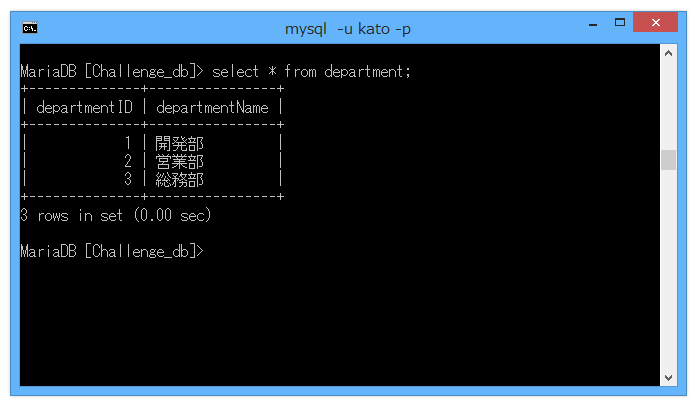 mysql -u kato -p
MariaDB [Challenge_db]> select * from department;
+--------------+----------------+
| departmentID | departmentName |
+--------------+----------------+
|            1 | 開発部         |
|            2 | 営業部         |
|            3 | 総務部         |
+--------------+----------------+
3 rows in set (0.00 sec)
MariaDB [Challenge_db]>